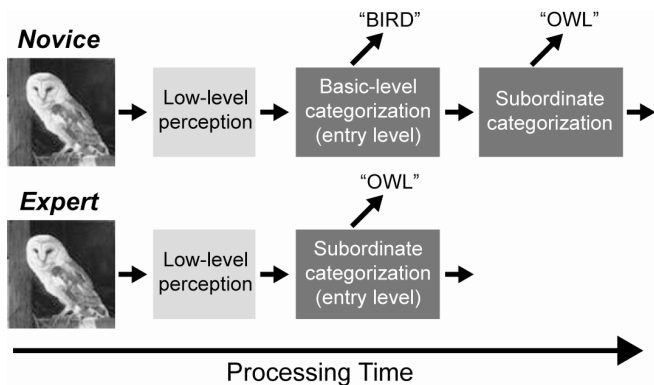 Novice
“BIRD”
“OWL”
Low-level
perception
Basic-level
categorization
(entry level)
Subordinate
categorization
Expert
“OWL”
Low-level
perception
Subordinate
categorization
(entry level)
Processing Time